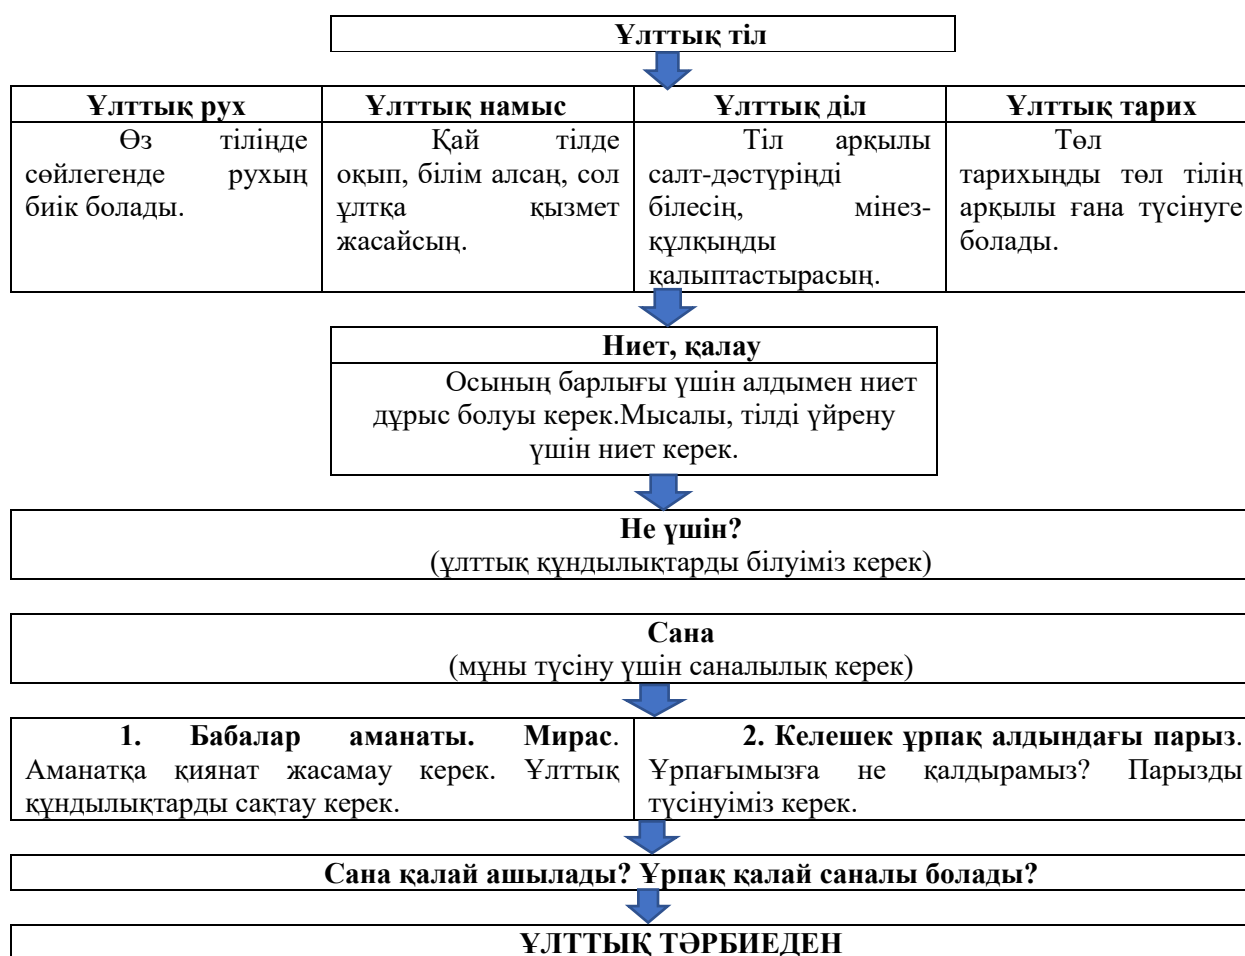 Ұлттық тіл
Ұлттық рух
Өз тіліңде
сөйлегенде рухың
биік болады.
Ұлттық намыс
Қай тілде
оқып, білім алсаң, сол
ұлтқа қызмет
жасайсың.
Ұлттық діл
Тіл арқылы
салт-дәстүріңді
білесің, мінез-
құлқыңды
қалыптастырасың.
Ұлттық тарих
Төл
тарихыңды төл тілің
арқылы ғана түсінуге
болады.
Ниет, қалау
Осының барлығы үшін алдымен ниет
дұрыс болуы керек.Мысалы, тілді үйрену
үшін ниет керек.
Не үшін?
(ұлттық құндылықтарды білуіміз керек)
Сана
(мұны түсіну үшін саналылық керек)
1. Бабалар аманаты. Мирас.
Аманатқа қиянат жасамау керек. Ұлттық
құндылықтарды сақтау керек.
2. Келешек ұрпақ алдындағы парыз.
Ұрпағымызға не қалдырамыз? Парызды
түсінуіміз керек.
Сана қалай ашылады? Ұрпақ қалай саналы болады?
ҰЛТТЫҚ ТӘРБИЕДЕН